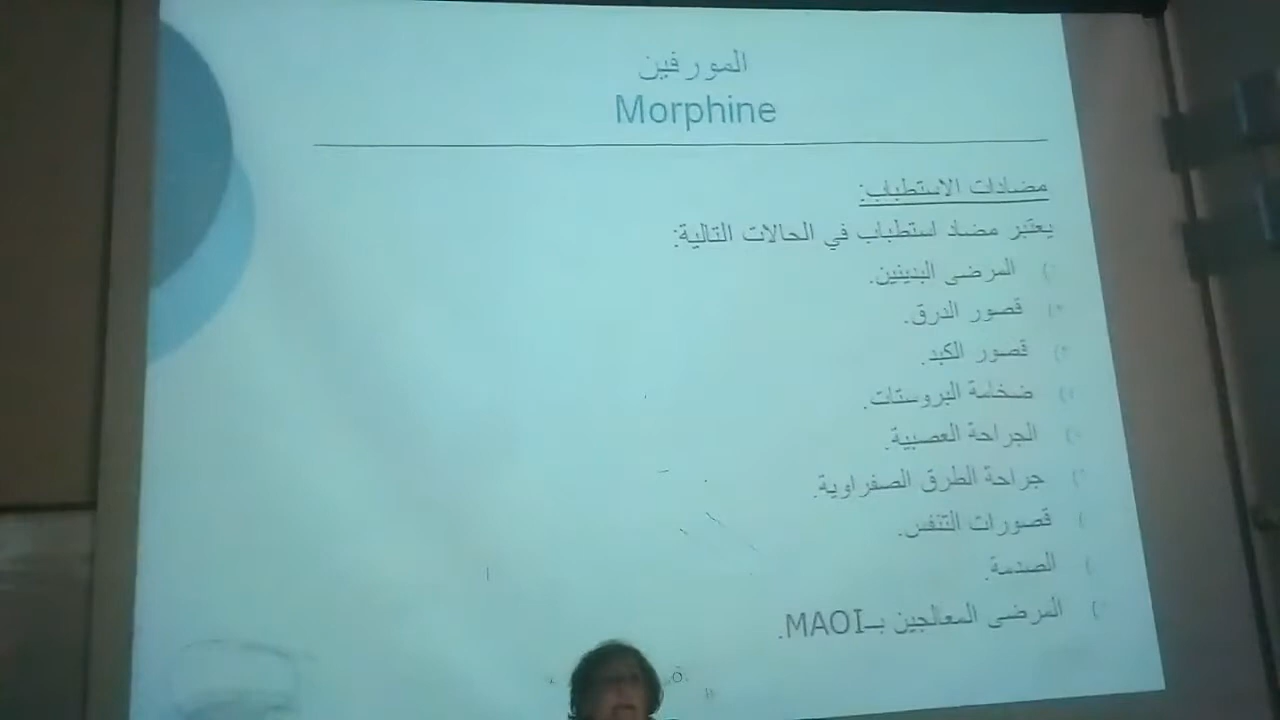 المورفين
Morphine
مضادات الاستطباب:
يعتبر مضاد استطباب في الحالات التالية:
المرضى البدينين.
قصور الدرق.
قصور الكبد.
ضخامة البروستات.
الجراحة العصبية.
جراحة الطرق الصفراوية.
قصورات التنفس.
الصدمة.
المرضى المعالجين بـMAOI.